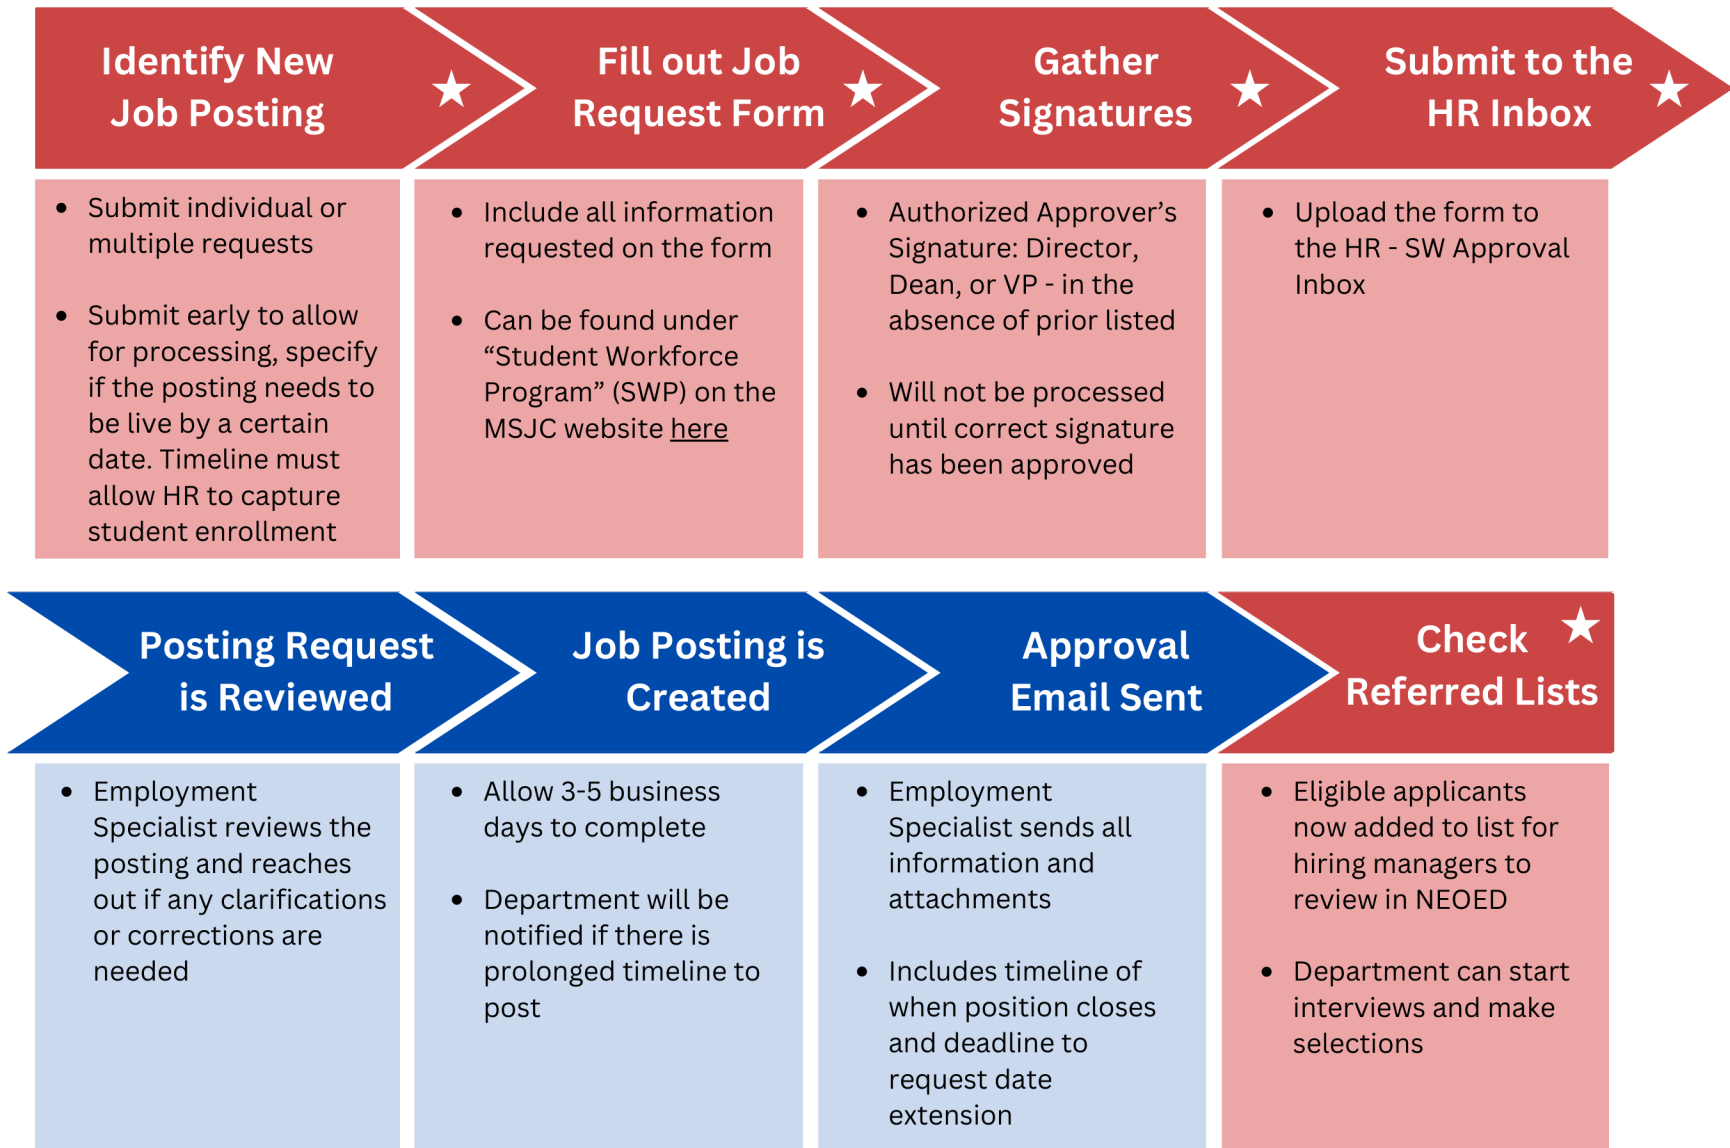 Identify New
Job Posting
Fill out Job
Request Form
Gather
Signatures
Submit to the
HR Inbox
• Submit individual or
multiple requests
• Submit early to allow
for processing, specify
if the posting needs to
be live by a certain
date. Timeline must
allow HR to capture
student enrollment
• Include all information
requested on the form
• Can be found under
“Student Workforce
Program” (SWP) on the
MSJC website here
• Authorized Approver’s
Signature: Director,
Dean, or VP - in the
absence of prior listed
• Will not be processed
until correct signature
has been approved
• Upload the form to
the HR - SW Approval
Inbox
Posting Request
is Reviewed
Job Posting is
Created
Approval
Email Sent
Check
Referred Lists
• Employment
Specialist reviews the
posting and reaches
out if any clarifications
or corrections are
needed
• Allow 3-5 business
days to complete
• Department will be
notified if there is
prolonged timeline to
post
• Employment
Specialist sends all
information and
attachments
• Includes timeline of
when position closes
and deadline to
request date
extension
• Eligible applicants
now added to list for
hiring managers to
review in NEOED
• Department can start
interviews and make
selections